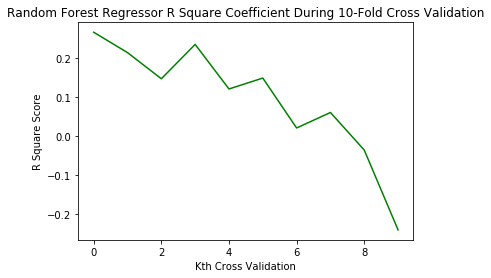 Random Forest Regressor R Square Coefficient During 10-Fold Cross Validation
0.2
0.1
0.0
−0.1
−0.2
R Square Score
0 2 4 6 8
Kth Cross Validation